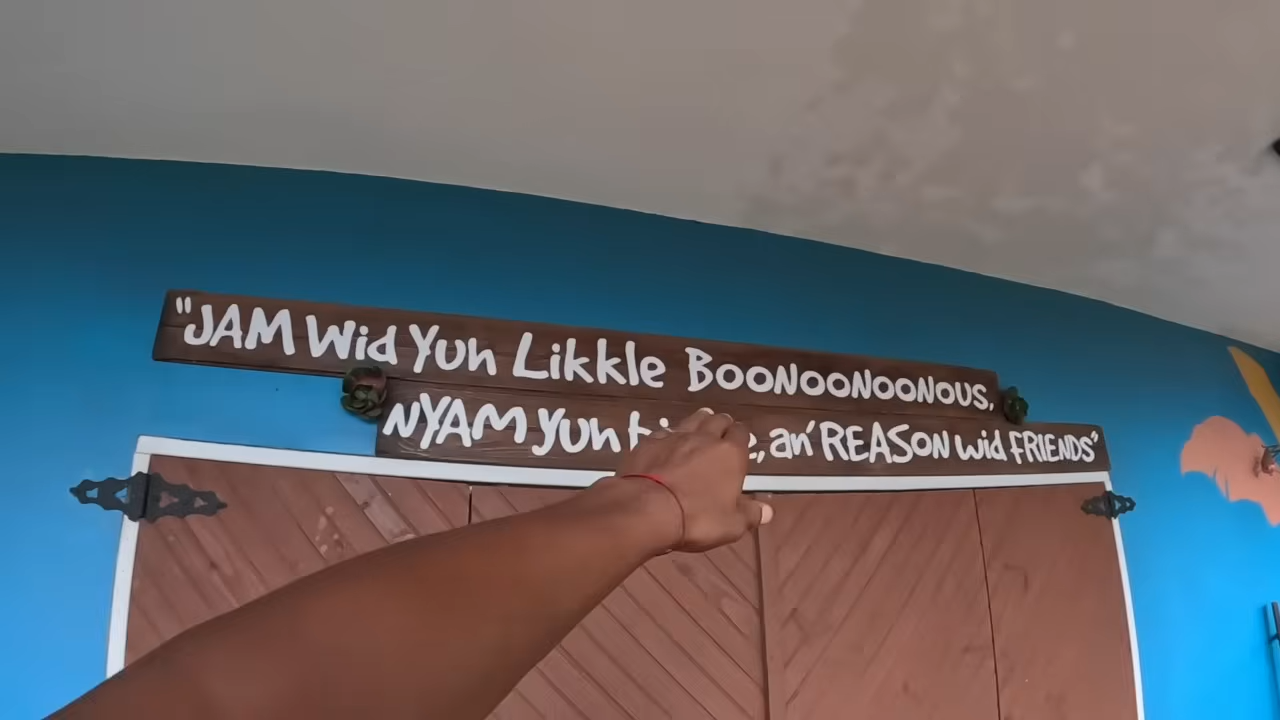 "JAM Wid Yuh Likkle BOONOONOONOUS,
NYAM YUh an' REASON wid FRIENDS"